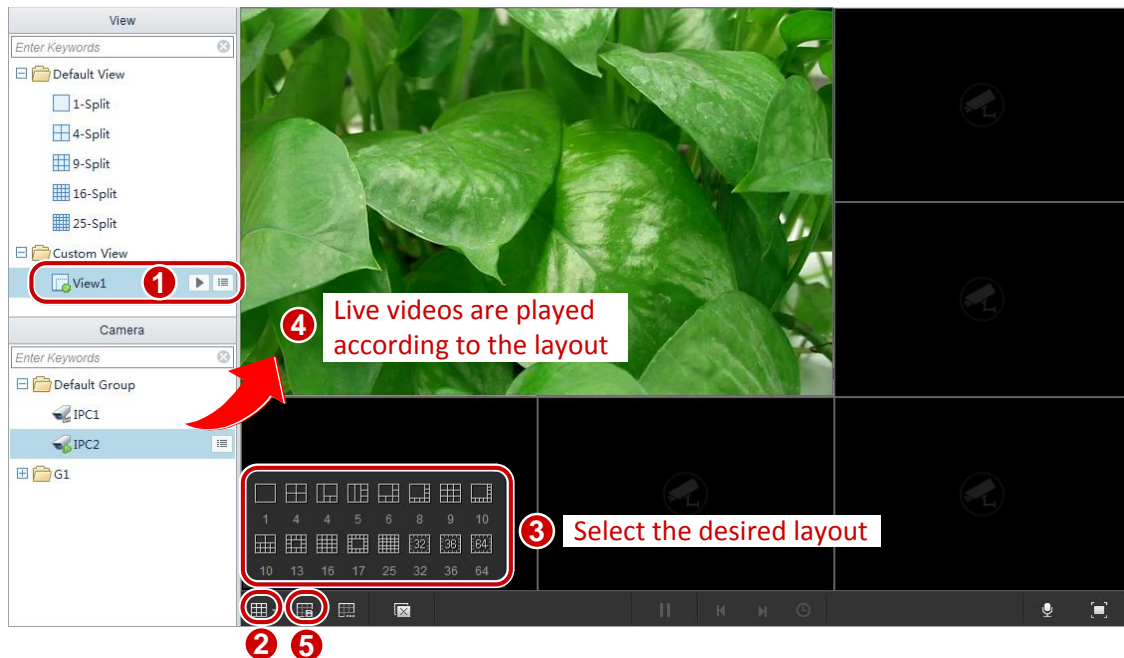 View
Enter Keywords
Default View
1-Split
4-Split
9-Split
16-Split
25-Split
Custom View
View1
1
Camera
Enter Keywords
Default Group
IPC1
IPC2
G1
4
Live videos are played
according to the layout
1 4 4 5 6 8 9 10
32 36 64
10 13 16 17 25 32 36 64
3 Select the desired layout
2 5